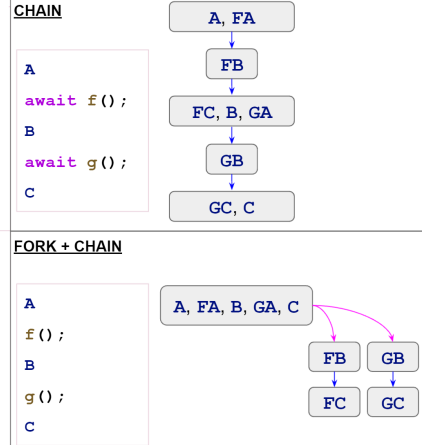 CHAIN
A
await f();
B
await g();
C
A, FA
FB
FC, B, GA
GB
GC, C
FORK + CHAIN
A
f();
B
g();
C
A, FA, B, GA, C
FB GB
FC GC